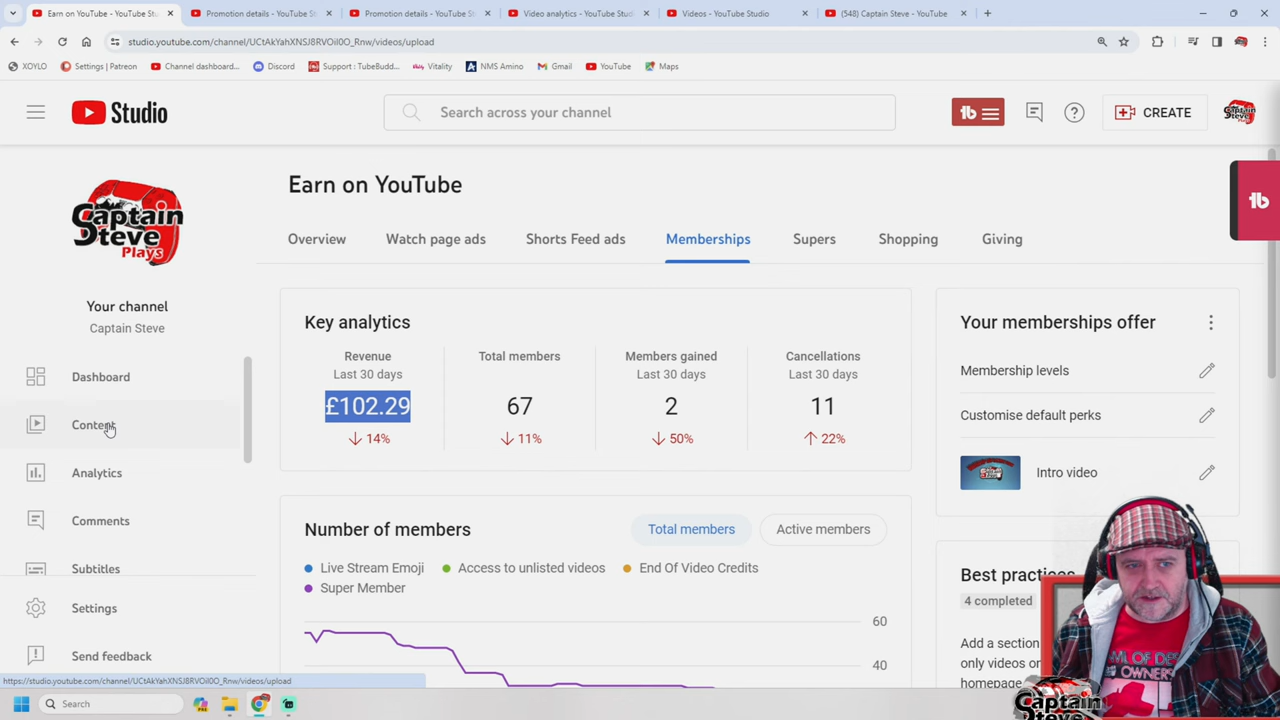 Earn on YouTube - YouTube Stu
Promotion details - YouTube St
Promotion details - YouTube St
Video analytics - YouTube Studi
Videos - YouTube Studio
(548) Captain Steve - YouTube
studio.youtube.com/channel/UCtAkYahXNSJ8RVOil0O_Rnw/videos/upload
XOYLO
Settings | Patreon
Channel dashboard...
Discord
Support : TubeBudd...
Vitality
NMS Amino
Gmail
YouTube
Maps
Studio
Search across your channel
tb
CREATE
Captain
Steve
Plays
Your channel
Captain Steve
Dashboard
Content
Analytics
Comments
Subtitles
Settings
Send feedback
Earn on YouTube
Overview
Watch page ads
Shorts Feed ads
Memberships
Supers
Shopping
Giving
tb
Key analytics
Revenue
Last 30 days
£102.29
14%
Total members
67
11%
Members gained
Last 30 days
2
50%
Cancellations
Last 30 days
11
22%
Your memberships offer
Membership levels
Customise default perks
Intro video
Number of members
Total members
Active members
Live Stream Emoji
Access to unlisted videos
End Of Video Credits
Super Member
60
40
Best practices
4 completed
Add a section
only videos on
homepage
https://studio.youtube.com/channel/UCtAkYahXNSJ8RVOil0O_Rnw/videos/upload
Search
Captain
Steve